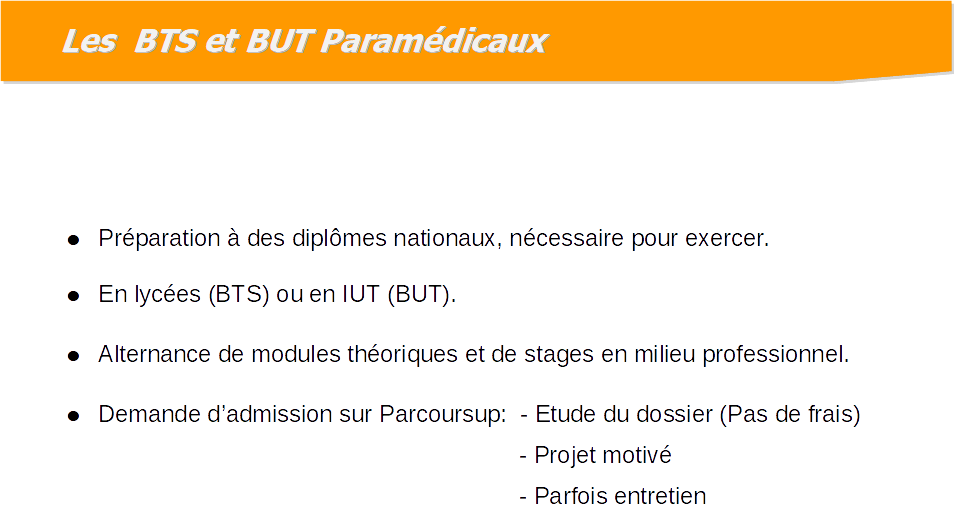 Les BTS et BUT Paramédicaux
● Préparation à des diplômes nationaux, nécessaire pour exercer.
● En lycées (BTS) ou en IUT (BUT).
● Alternance de modules théoriques et de stages en milieu professionnel.
● Demande d’admission sur Parcoursup: - Etude du dossier (Pas de frais)
- Projet motivé
- Parfois entretien